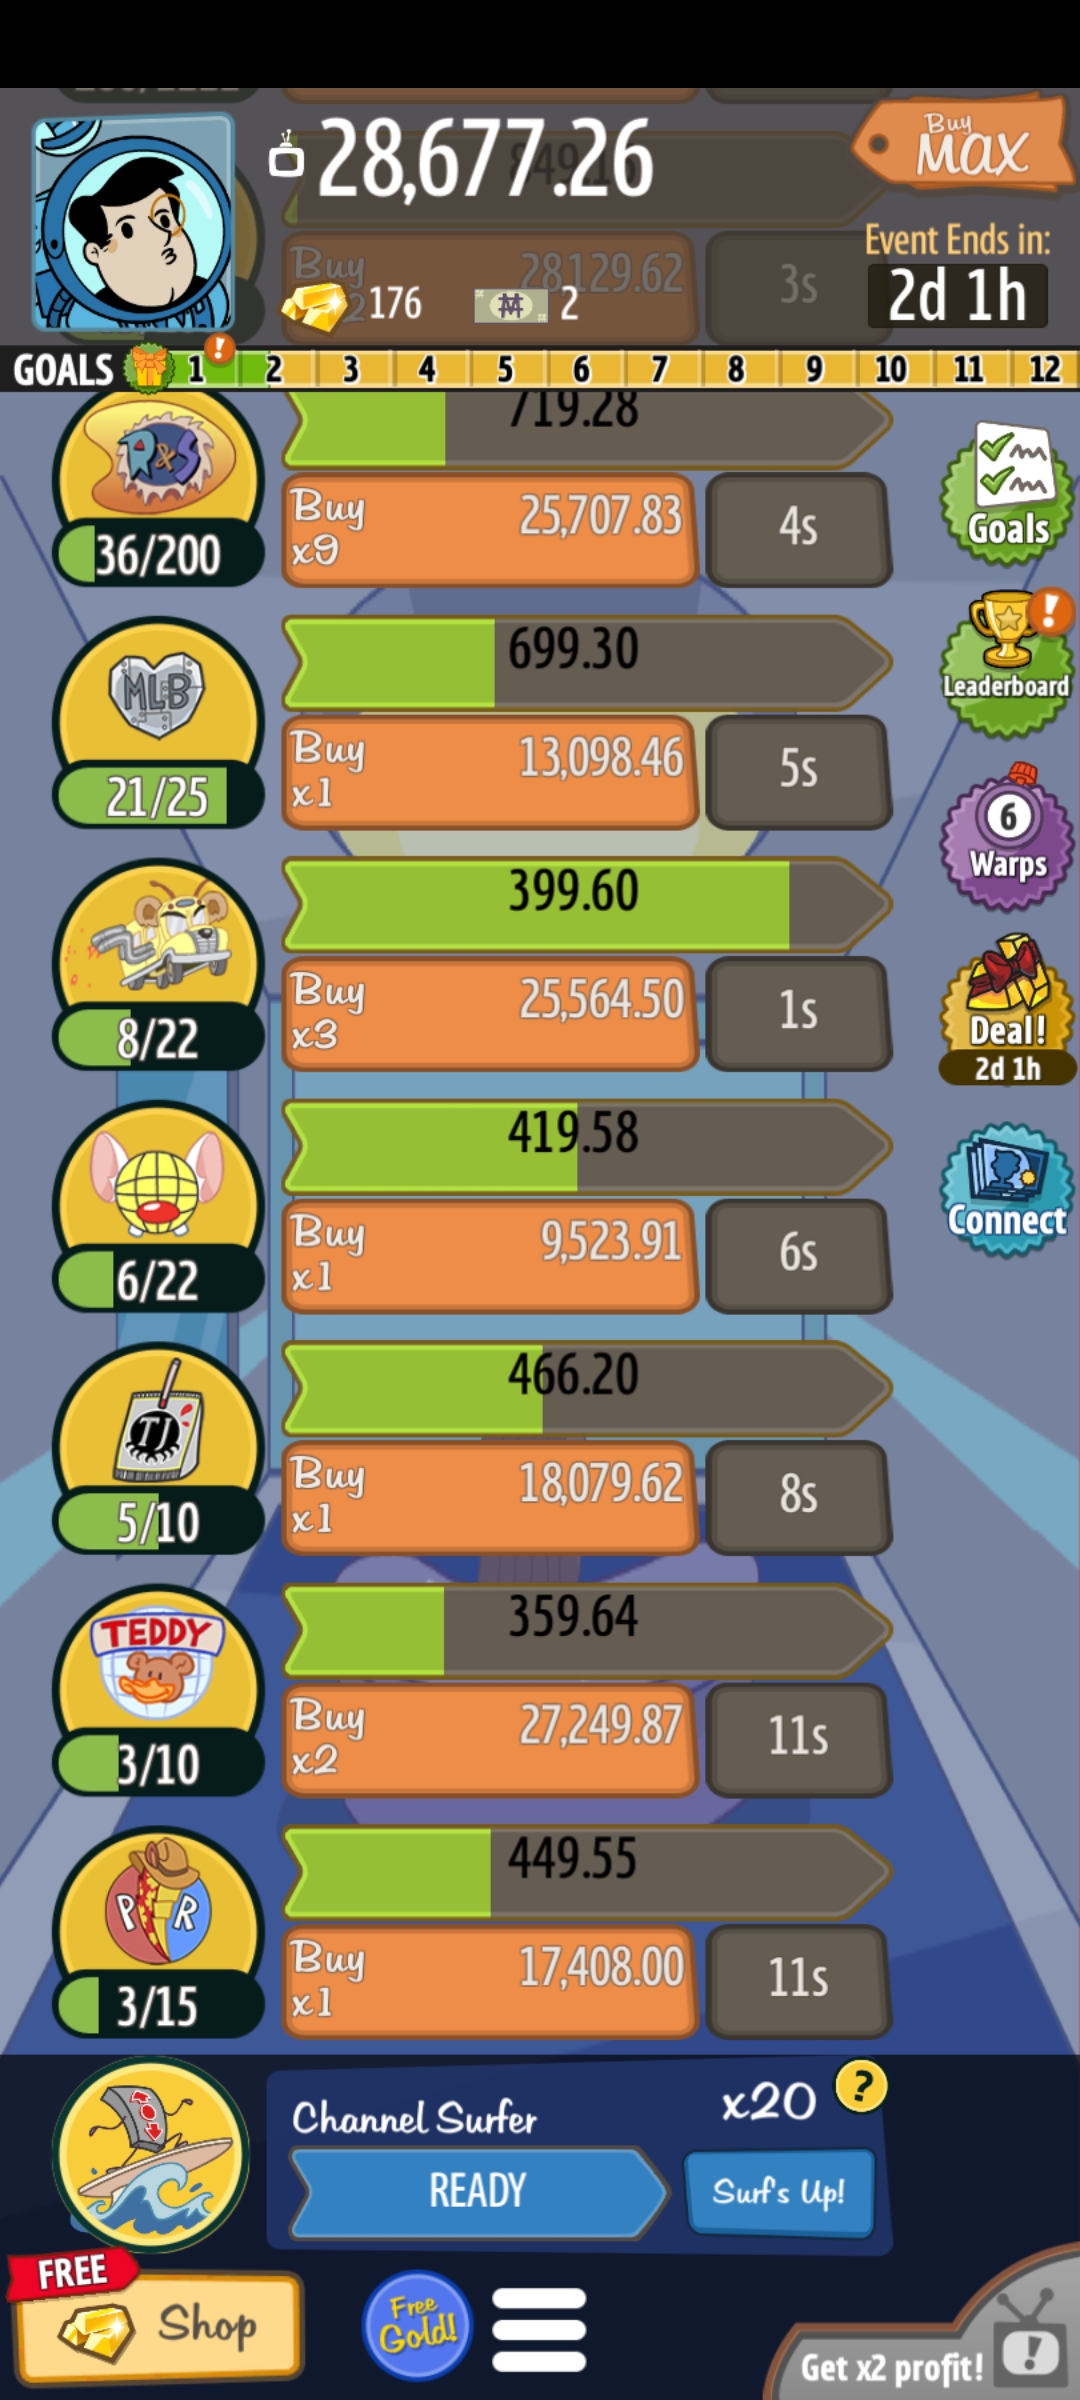 28,677.26
Buy
MAX
849.15
Event Ends in:
Buy 28129.62 3s
176 2 2d 1h
GOALS 1 ! 2 3 4 5 6 7 8 9 10 11 12
719.28
R&S
Buy 25,707.83 4s
x9
36/200
Goals
699.30
!
MLB
Leaderboard
Buy 13,098.46 5s
x1
21/25
6
Warps
399.60
Buy 25,564.50 1s
x3
8/22
Deal!
2d 1h
419.58
Buy 9,523.91 6s
x1
6/22
Connect
466.20
TJ
Buy 18,079.62 8s
x1
5/10
359.64
TEDDY
Buy 27,249.87 11s
x2
3/10
449.55
P R
Buy 17,408.00 11s
x1
3/15
Channel Surfer x20 ?
READY Surf's Up!
FREE
Shop
Free
Gold!
Get x2 profit! !